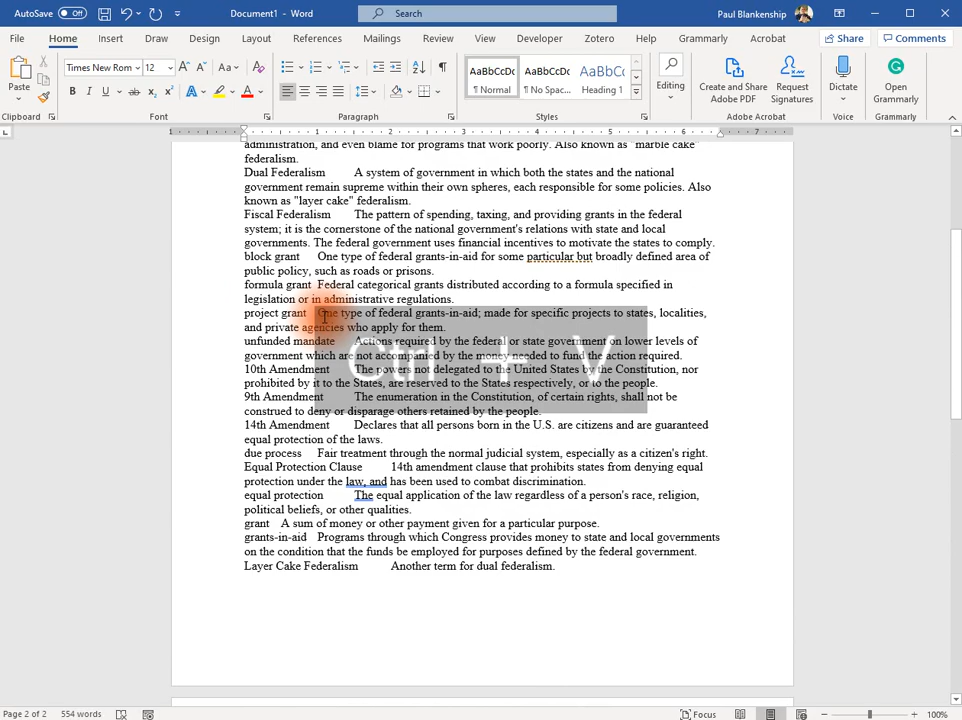 AutoSave Off Document1 - Word Search Paul Blankenship
File Home Insert Draw Design Layout References Mailings Review View Developer Zotero Help Grammarly Acrobat Share Comments
Times New Rom 12 A A Aa AaBbCcDc AaBbCcDc AaBbCc
Paste B I U ab x₂ x² A A ¶ Normal ¶ No Spac... Heading 1 Editing Create and Share Adobe PDF Request Signatures Dictate Open Grammarly
Clipboard Font Paragraph Styles Adobe Acrobat Voice Grammarly
1 1 2 3 4 5 6 7
administration, and even blame for programs that work poorly. Also known as "marble cake"
federalism.
Dual Federalism A system of government in which both the states and the national
government remain supreme within their own spheres, each responsible for some policies. Also
known as "layer cake" federalism.
Fiscal Federalism The pattern of spending, taxing, and providing grants in the federal
system; it is the cornerstone of the national government's relations with state and local
governments. The federal government uses financial incentives to motivate the states to comply.
block grant One type of federal grants-in-aid for some particular but broadly defined area of
public policy, such as roads or prisons.
formula grant Federal categorical grants distributed according to a formula specified in
legislation or in administrative regulations.
project grant One type of federal grants-in-aid; made for specific projects to states, localities,
and private agencies who apply for them.
unfunded mandate Actions required by the federal or state government on lower levels of
government which are not accompanied by the money needed to fund the action required.
10th Amendment The powers not delegated to the United States by the Constitution, nor
prohibited by it to the States, are reserved to the States respectively, or to the people.
9th Amendment The enumeration in the Constitution, of certain rights, shall not be
construed to deny or disparage others retained by the people.
14th Amendment Declares that all persons born in the U.S. are citizens and are guaranteed
equal protection of the laws.
due process Fair treatment through the normal judicial system, especially as a citizen's right.
Equal Protection Clause 14th amendment clause that prohibits states from denying equal
protection under the law, and has been used to combat discrimination.
equal protection The equal application of the law regardless of a person's race, religion,
political beliefs, or other qualities.
grant A sum of money or other payment given for a particular purpose.
grants-in-aid Programs through which Congress provides money to state and local governments
on the condition that the funds be employed for purposes defined by the federal government.
Layer Cake Federalism Another term for dual federalism.
Ctrl + V
Page 2 of 2 554 words Focus 100%